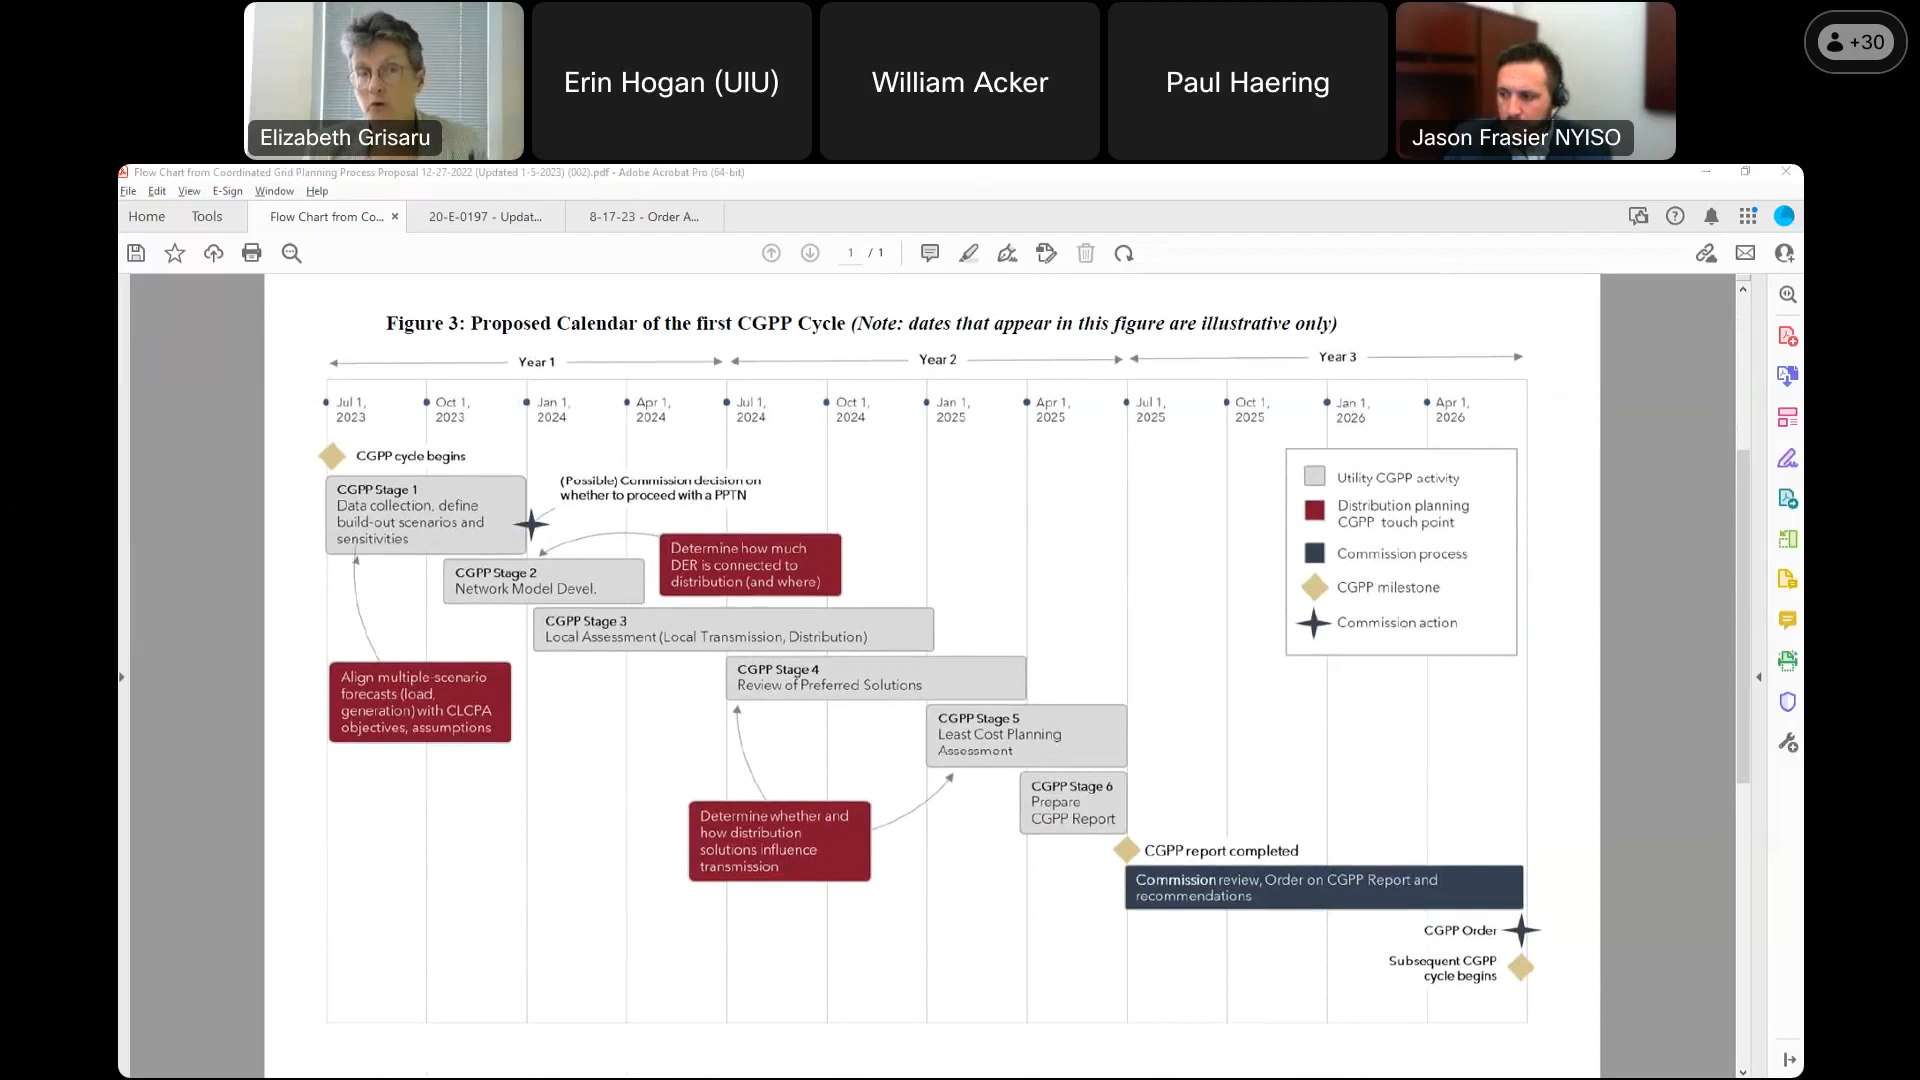 Elizabeth Grisaru
Erin Hogan (UIU)
William Acker
Paul Haering
Jason Frasier NYISO
+30
Flow Chart from Coordinated Grid Planning Process Proposal 12-27-2022 (Updated 1-5-2023) (002).pdf - Adobe Acrobat Pro (64-bit)
File Edit View E-Sign Window Help
Home Tools Flow Chart from Co... × 20-E-0197 - Updat... 8-17-23 - Order A...
1 / 1
Figure 3: Proposed Calendar of the first CGPP Cycle (Note: dates that appear in this figure are illustrative only)
Year 1 Year 2 Year 3
Jul 1, 2023
Oct 1, 2023
Jan 1, 2024
Apr 1, 2024
Jul 1, 2024
Oct 1, 2024
Jan 1, 2025
Apr 1, 2025
Jul 1, 2025
Oct 1, 2025
Jan 1, 2026
Apr 1, 2026
CGPP cycle begins
CGPP Stage 1
Data collection, define
build-out scenarios and
sensitivities
(Possible) Commission decision on
whether to proceed with a PPTN
CGPP Stage 2
Network Model Devel.
Determine how much
DER is connected to
distribution (and where)
CGPP Stage 3
Local Assessment (Local Transmission, Distribution)
CGPP Stage 4
Review of Preferred Solutions
Align multiple-scenario
forecasts (load,
generation) with CLCPA
objectives, assumptions
CGPP Stage 5
Least Cost Planning
Assessment
CGPP Stage 6
Prepare
CGPP Report
Determine whether and
how distribution
solutions influence
transmission
CGPP report completed
Commission review, Order on CGPP Report and
recommendations
CGPP Order
Subsequent CGPP
cycle begins
Utility CGPP activity
Distribution planning
CGPP touch point
Commission process
CGPP milestone
Commission action